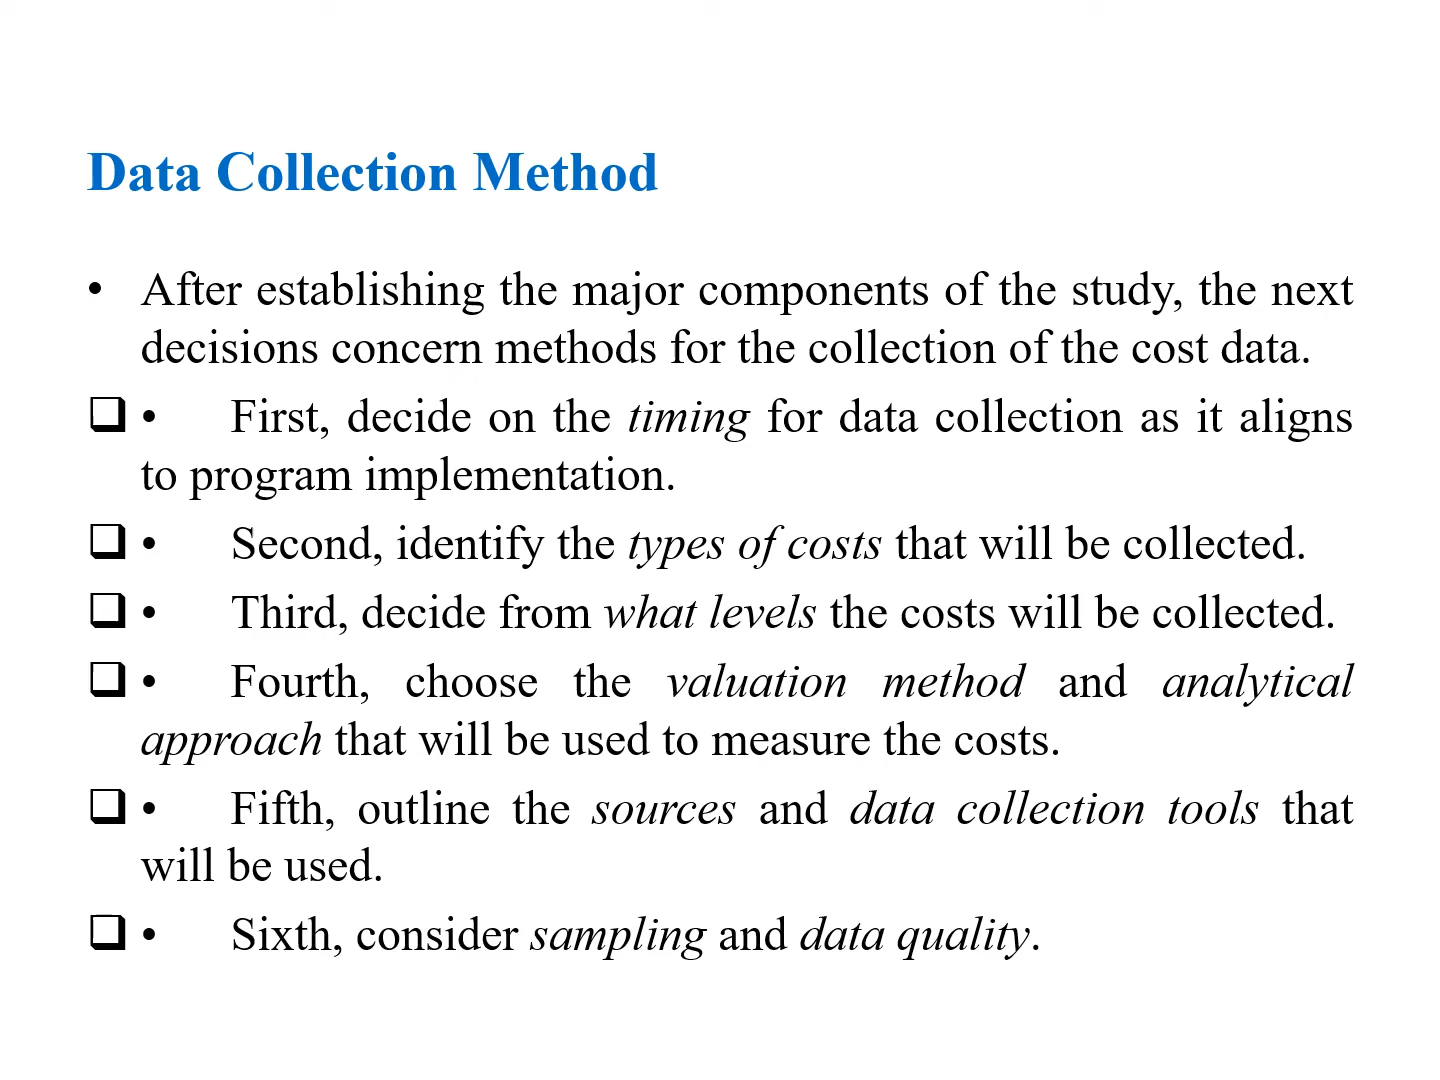 Data Collection Method
• After establishing the major components of the study, the next
decisions concern methods for the collection of the cost data.
❑ • First, decide on the timing for data collection as it aligns
to program implementation.
❑ • Second, identify the types of costs that will be collected.
❑ • Third, decide from what levels the costs will be collected.
❑ • Fourth, choose the valuation method and analytical
approach that will be used to measure the costs.
❑ • Fifth, outline the sources and data collection tools that
will be used.
❑ • Sixth, consider sampling and data quality.